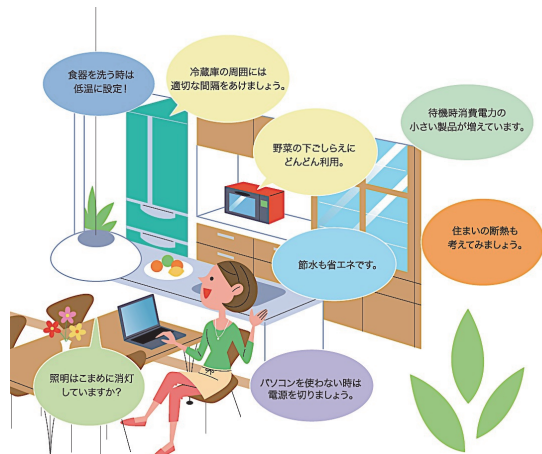 食器を洗う時は
低温に設定！
冷蔵庫の周囲には
適切な間隔をあけましょう。
待機時消費電力の
小さい製品が増えています。
野菜の下ごしらえに
どんどん利用。
住まいの断熱も
考えてみましょう。
節水も省エネです。
照明はこまめに消灯
していますか？
パソコンを使わない時は
電源を切りましょう。